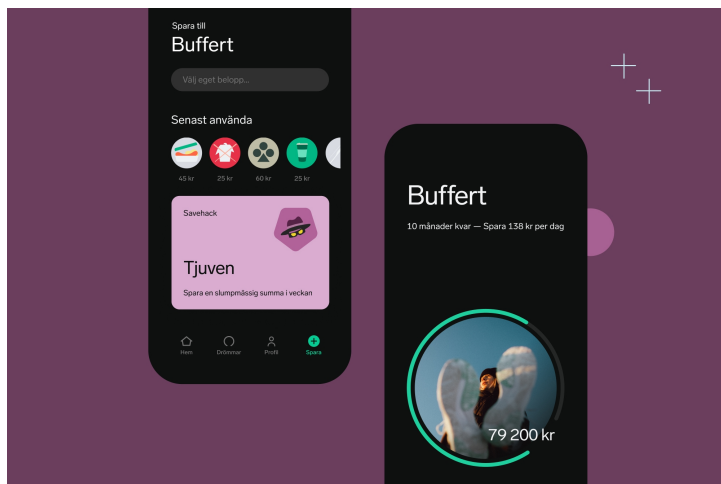 Spara till
Buffert
Välj eget belopp...
Senast använda
45 kr
25 kr
60 kr
25 kr
Savehack
Tjuven
Spara en slumpmässig summa i veckan
Hem
Drömmar
Profil
Spara
Buffert
10 månader kvar — Spara 138 kr per dag
79 200 kr